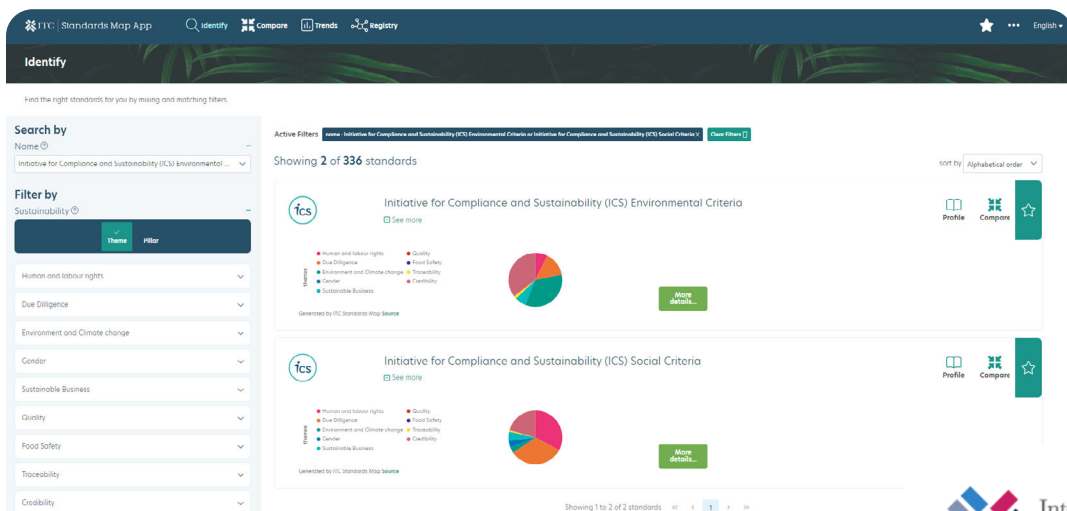 ITC Standards Map App Identify Compare Trends Registry English
Identify
Find the right standards for you by mixing and matching filters
Search by
Name
Initiative for Compliance and Sustainability (ICS) Environmental ...
Filter by
Sustainability
Theme Pillar
Human and labour rights
Due Dilligence
Environment and Climate change
Gender
Sustainable Business
Quality
Food Safety
Traceability
Credibility
Active Filters name : Initiative for Compliance and Sustainability (ICS) Environmental Criteria or Initiative for Compliance and Sustainability (ICS) Social Criteria X Clear Filters
Showing 2 of 336 standards
sort by Alphabetical order
ics
Initiative for Compliance and Sustainability (ICS) Environmental Criteria
See more
Profile Compare
themes
Human and labour rights Quality
Due Dilligence Food Safety
Environment and Climate change Traceability
Gender Credibility
Sustainable Business
More details...
Generated by ITC Standards Map Source
ics
Initiative for Compliance and Sustainability (ICS) Social Criteria
See more
Profile Compare
themes
Human and labour rights Quality
Due Dilligence Food Safety
Environment and Climate change Traceability
Gender Credibility
Sustainable Business
More details...
Generated by ITC Standards Map Source
Showing 1 to 2 of 2 standards « < 1 > »
Int